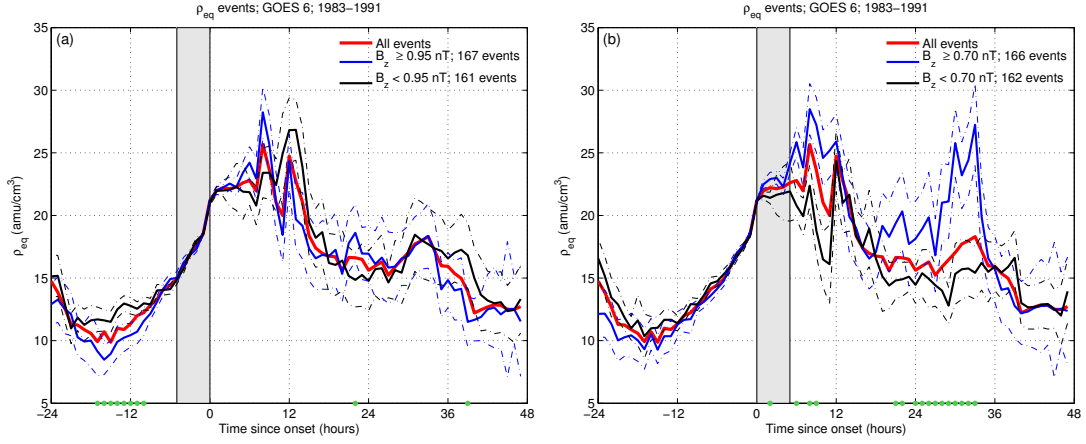 ρeq events; GOES 6; 1983−1991
(a)
All events
Bz ≥ 0.95 nT; 167 events
Bz < 0.95 nT; 161 events
35
30
25
20
15
10
5
ρeq (amu/cm3)
−24
−12
0
12
24
36
48
Time since onset (hours)
ρeq events; GOES 6; 1983−1991
(b)
All events
Bz ≥ 0.70 nT; 166 events
Bz < 0.70 nT; 162 events
35
30
25
20
15
10
5
ρeq (amu/cm3)
−24
−12
0
12
24
36
48
Time since onset (hours)